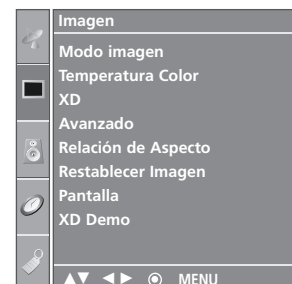 Imagen
Modo imagen
Temperatura Color
XD
Avanzado
Relación de Aspecto
Restablecer Imagen
Pantalla
XD Demo
▲▼ ◄► ◉ MENU